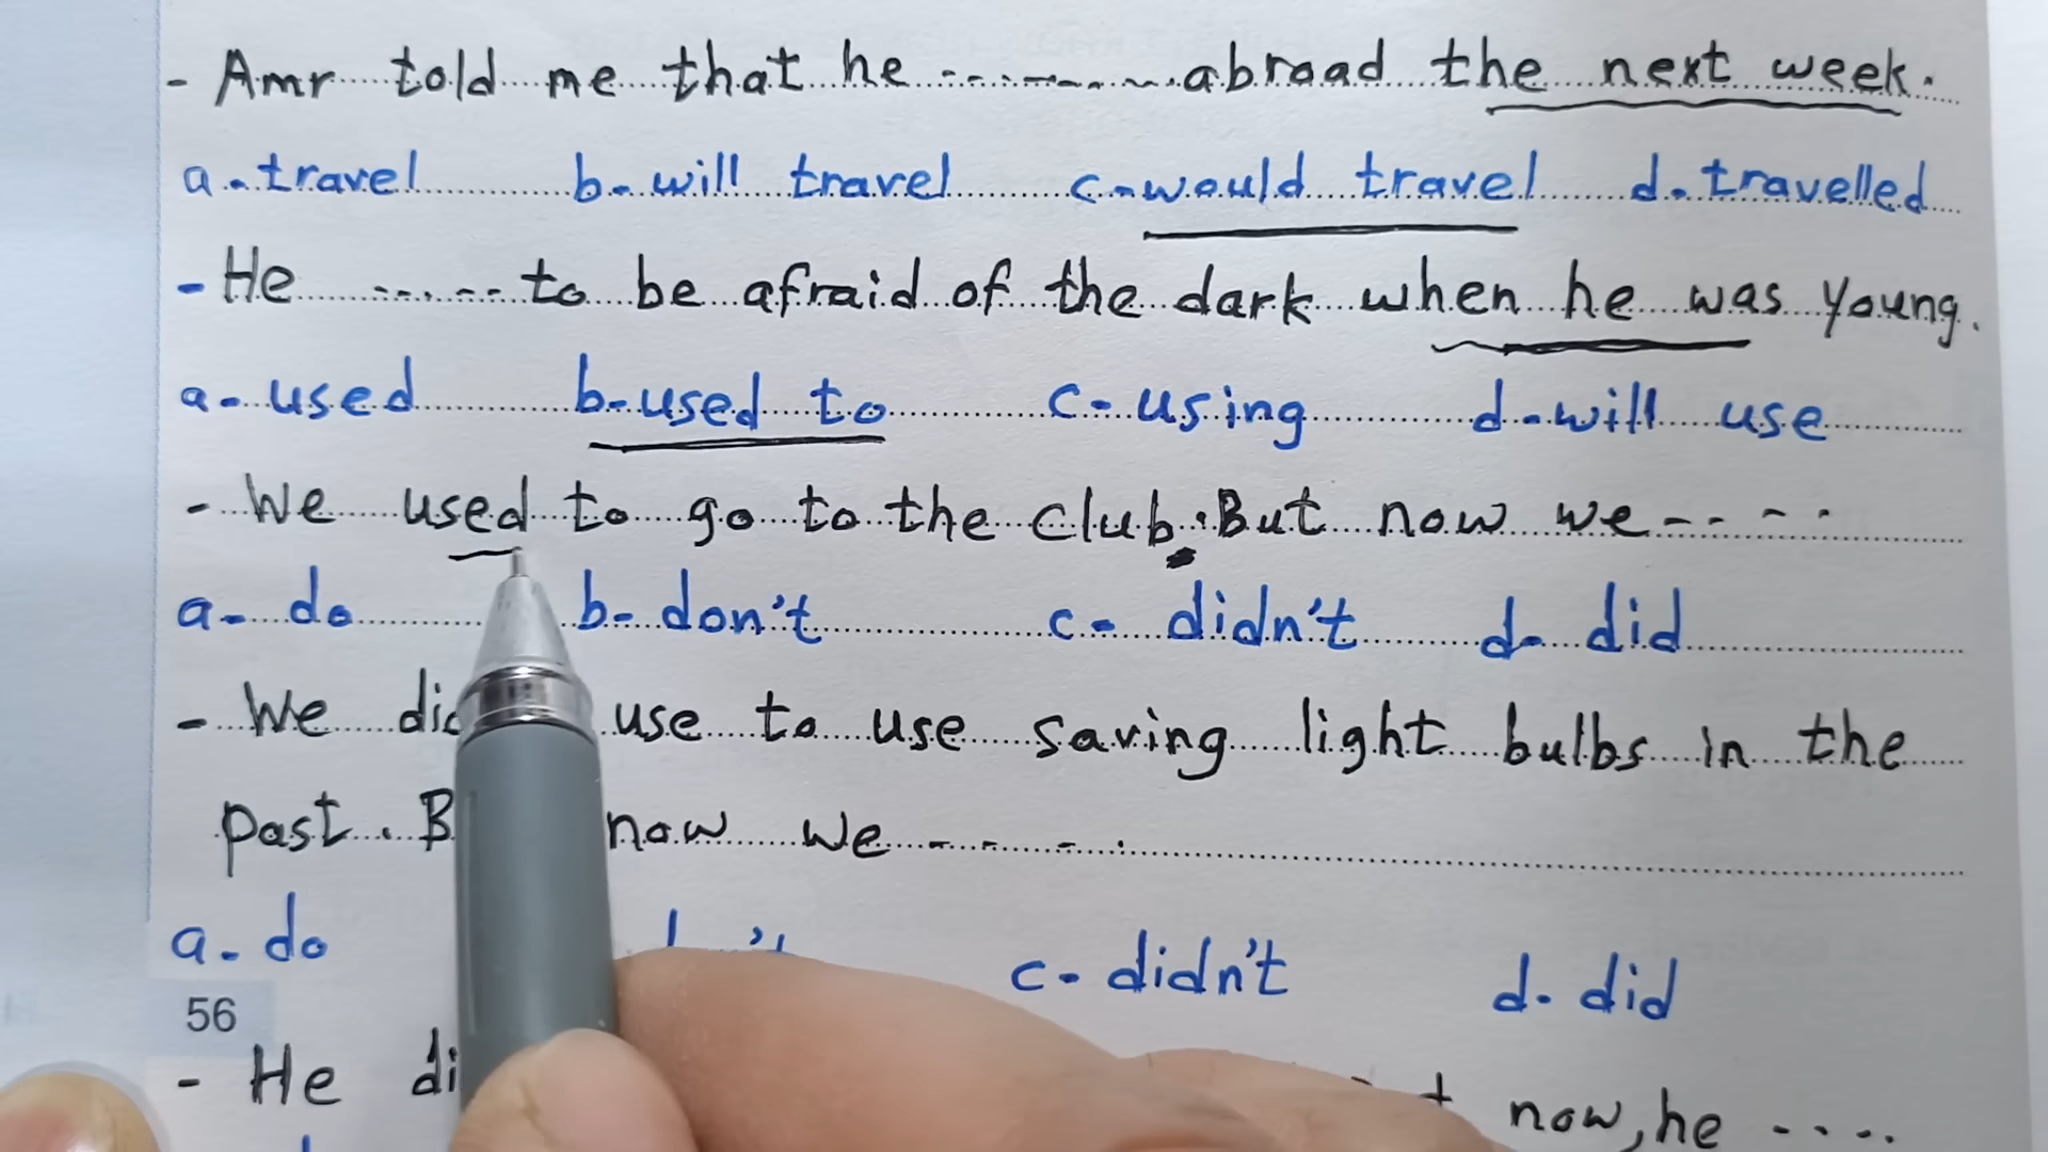 - Amr told me that he ----------- abroad the next week.
a- travel b- will travel c- would travel d- travelled
- He ------ to be afraid of the dark when he was young.
a- used b- used to c- using d- will use
- We used to go to the club. But now we ----.
a- do b- don't c- didn't d- did
- We use to use saving light bulbs in the
past. now we ----.
a- do c- didn't d- did
56
- He now, he ....